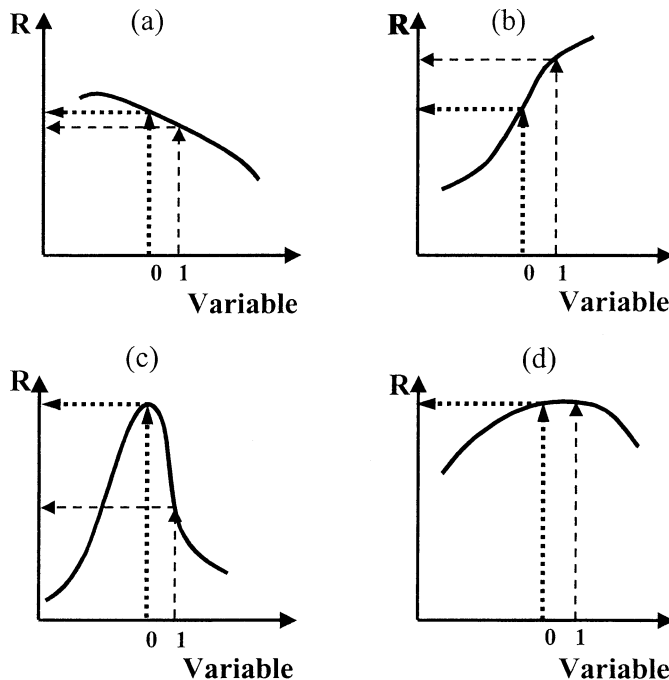 R (a)
0 1
Variable
R (b)
0 1
Variable
R (c)
0 1
Variable
R (d)
0 1
Variable